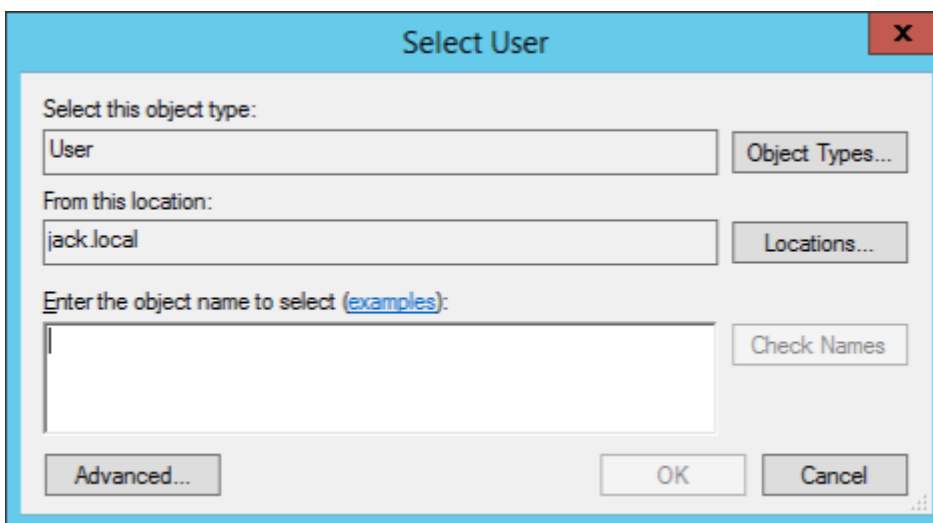 Select User
x
Select this object type:
User
Object Types...
From this location:
jack.local
Locations...
Enter the object name to select (examples):
Check Names
Advanced...
OK
Cancel